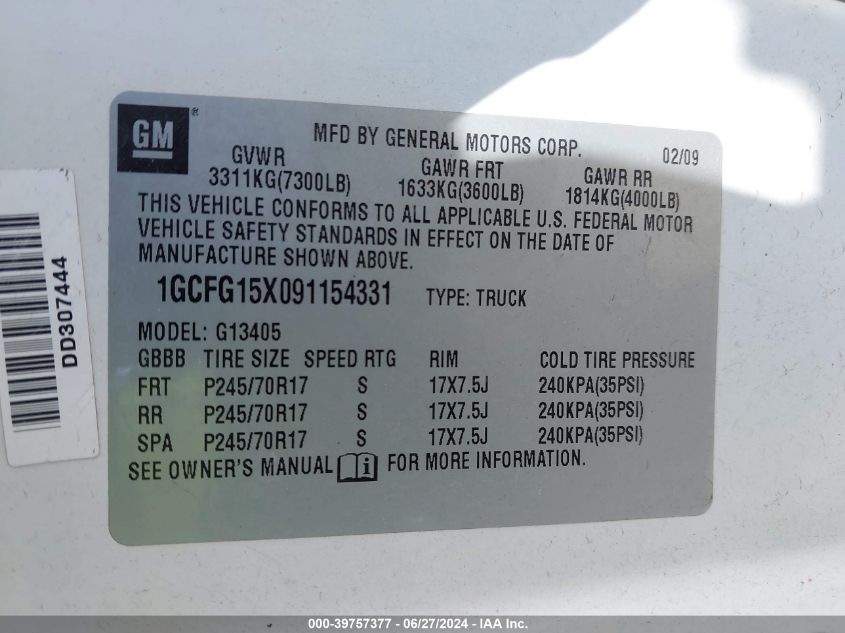 GM®
MFD BY GENERAL MOTORS CORP. 02/09
GVWR GAWR FRT GAWR RR
3311KG(7300LB) 1633KG(3600LB) 1814KG(4000LB)
THIS VEHICLE CONFORMS TO ALL APPLICABLE U.S. FEDERAL MOTOR
VEHICLE SAFETY STANDARDS IN EFFECT ON THE DATE OF
MANUFACTURE SHOWN ABOVE.
1GCFG15X091154331 TYPE: TRUCK
MODEL: G13405
GBBB TIRE SIZE SPEED RTG RIM COLD TIRE PRESSURE
FRT P245/70R17 S 17X7.5J 240KPA(35PSI)
RR P245/70R17 S 17X7.5J 240KPA(35PSI)
SPA P245/70R17 S 17X7.5J 240KPA(35PSI)
SEE OWNER'S MANUAL i FOR MORE INFORMATION.
DD307444
000-39757377 - 06/27/2024 - IAA Inc.